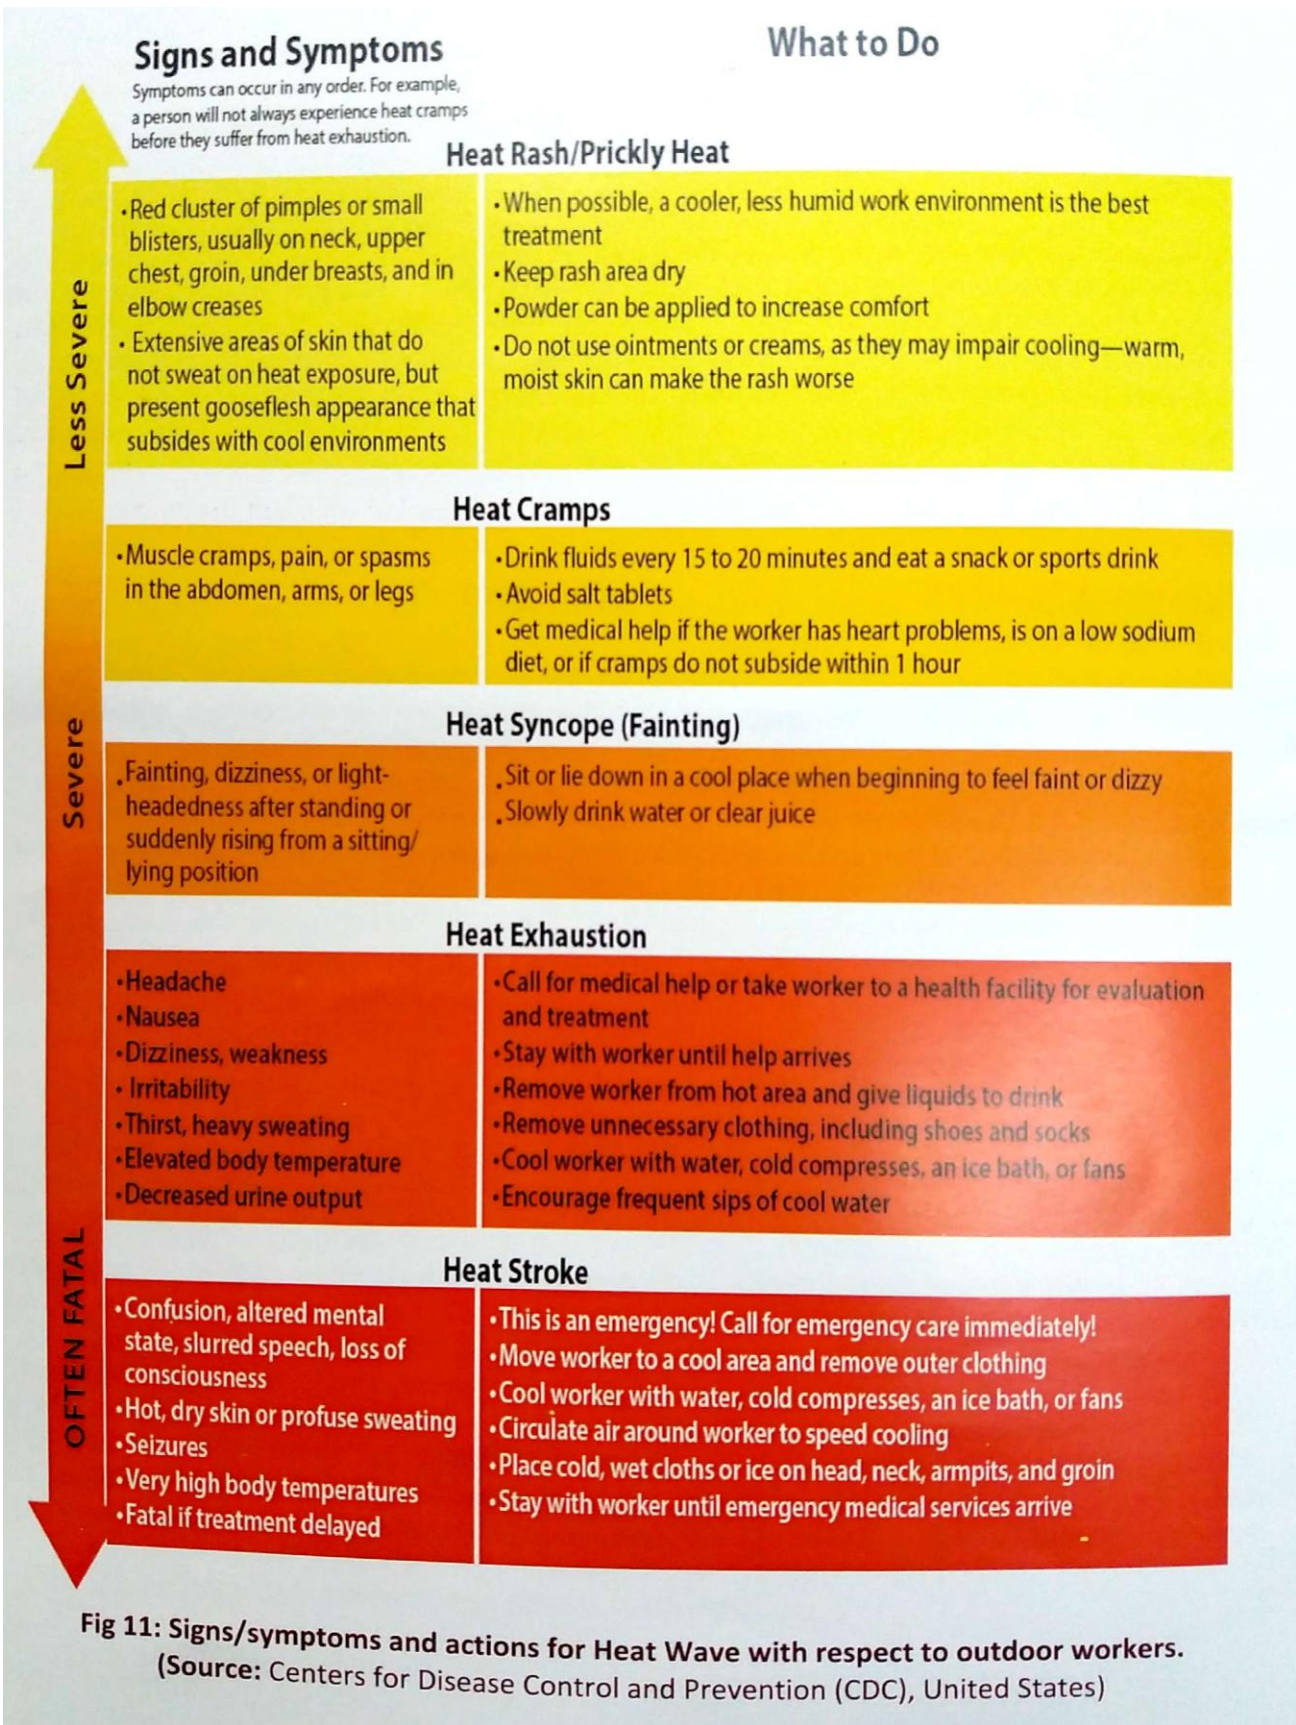 Signs and Symptoms
What to Do
Symptoms can occur in any order. For example,
a person will not always experience heat cramps
before they suffer from heat exhaustion.
Heat Rash/Prickly Heat
•Red cluster of pimples or small
blisters, usually on neck, upper
chest, groin, under breasts, and in
elbow creases
• Extensive areas of skin that do
not sweat on heat exposure, but
present gooseflesh appearance that
subsides with cool environments
•When possible, a cooler, less humid work environment is the best
treatment
•Keep rash area dry
•Powder can be applied to increase comfort
•Do not use ointments or creams, as they may impair cooling—warm,
moist skin can make the rash worse
Less Severe
Heat Cramps
•Muscle cramps, pain, or spasms
in the abdomen, arms, or legs
•Drink fluids every 15 to 20 minutes and eat a snack or sports drink
•Avoid salt tablets
•Get medical help if the worker has heart problems, is on a low sodium
diet, or if cramps do not subside within 1 hour
Severe
Heat Syncope (Fainting)
.Fainting, dizziness, or light-
headedness after standing or
suddenly rising from a sitting/
lying position
.Sit or lie down in a cool place when beginning to feel faint or dizzy
.Slowly drink water or clear juice
Heat Exhaustion
•Headache
•Nausea
•Dizziness, weakness
• Irritability
•Thirst, heavy sweating
•Elevated body temperature
•Decreased urine output
•Call for medical help or take worker to a health facility for evaluation
and treatment
•Stay with worker until help arrives
•Remove worker from hot area and give liquids to drink
•Remove unnecessary clothing, including shoes and socks
•Cool worker with water, cold compresses, an ice bath, or fans
•Encourage frequent sips of cool water
OFTEN FATAL
Heat Stroke
•Confusion, altered mental
state, slurred speech, loss of
consciousness
•Hot, dry skin or profuse sweating
•Seizures
•Very high body temperatures
•Fatal if treatment delayed
•This is an emergency! Call for emergency care immediately!
•Move worker to a cool area and remove outer clothing
•Cool worker with water, cold compresses, an ice bath, or fans
•Circulate air around worker to speed cooling
•Place cold, wet cloths or ice on head, neck, armpits, and groin
•Stay with worker until emergency medical services arrive
Fig 11: Signs/symptoms and actions for Heat Wave with respect to outdoor workers.
(Source: Centers for Disease Control and Prevention (CDC), United States)